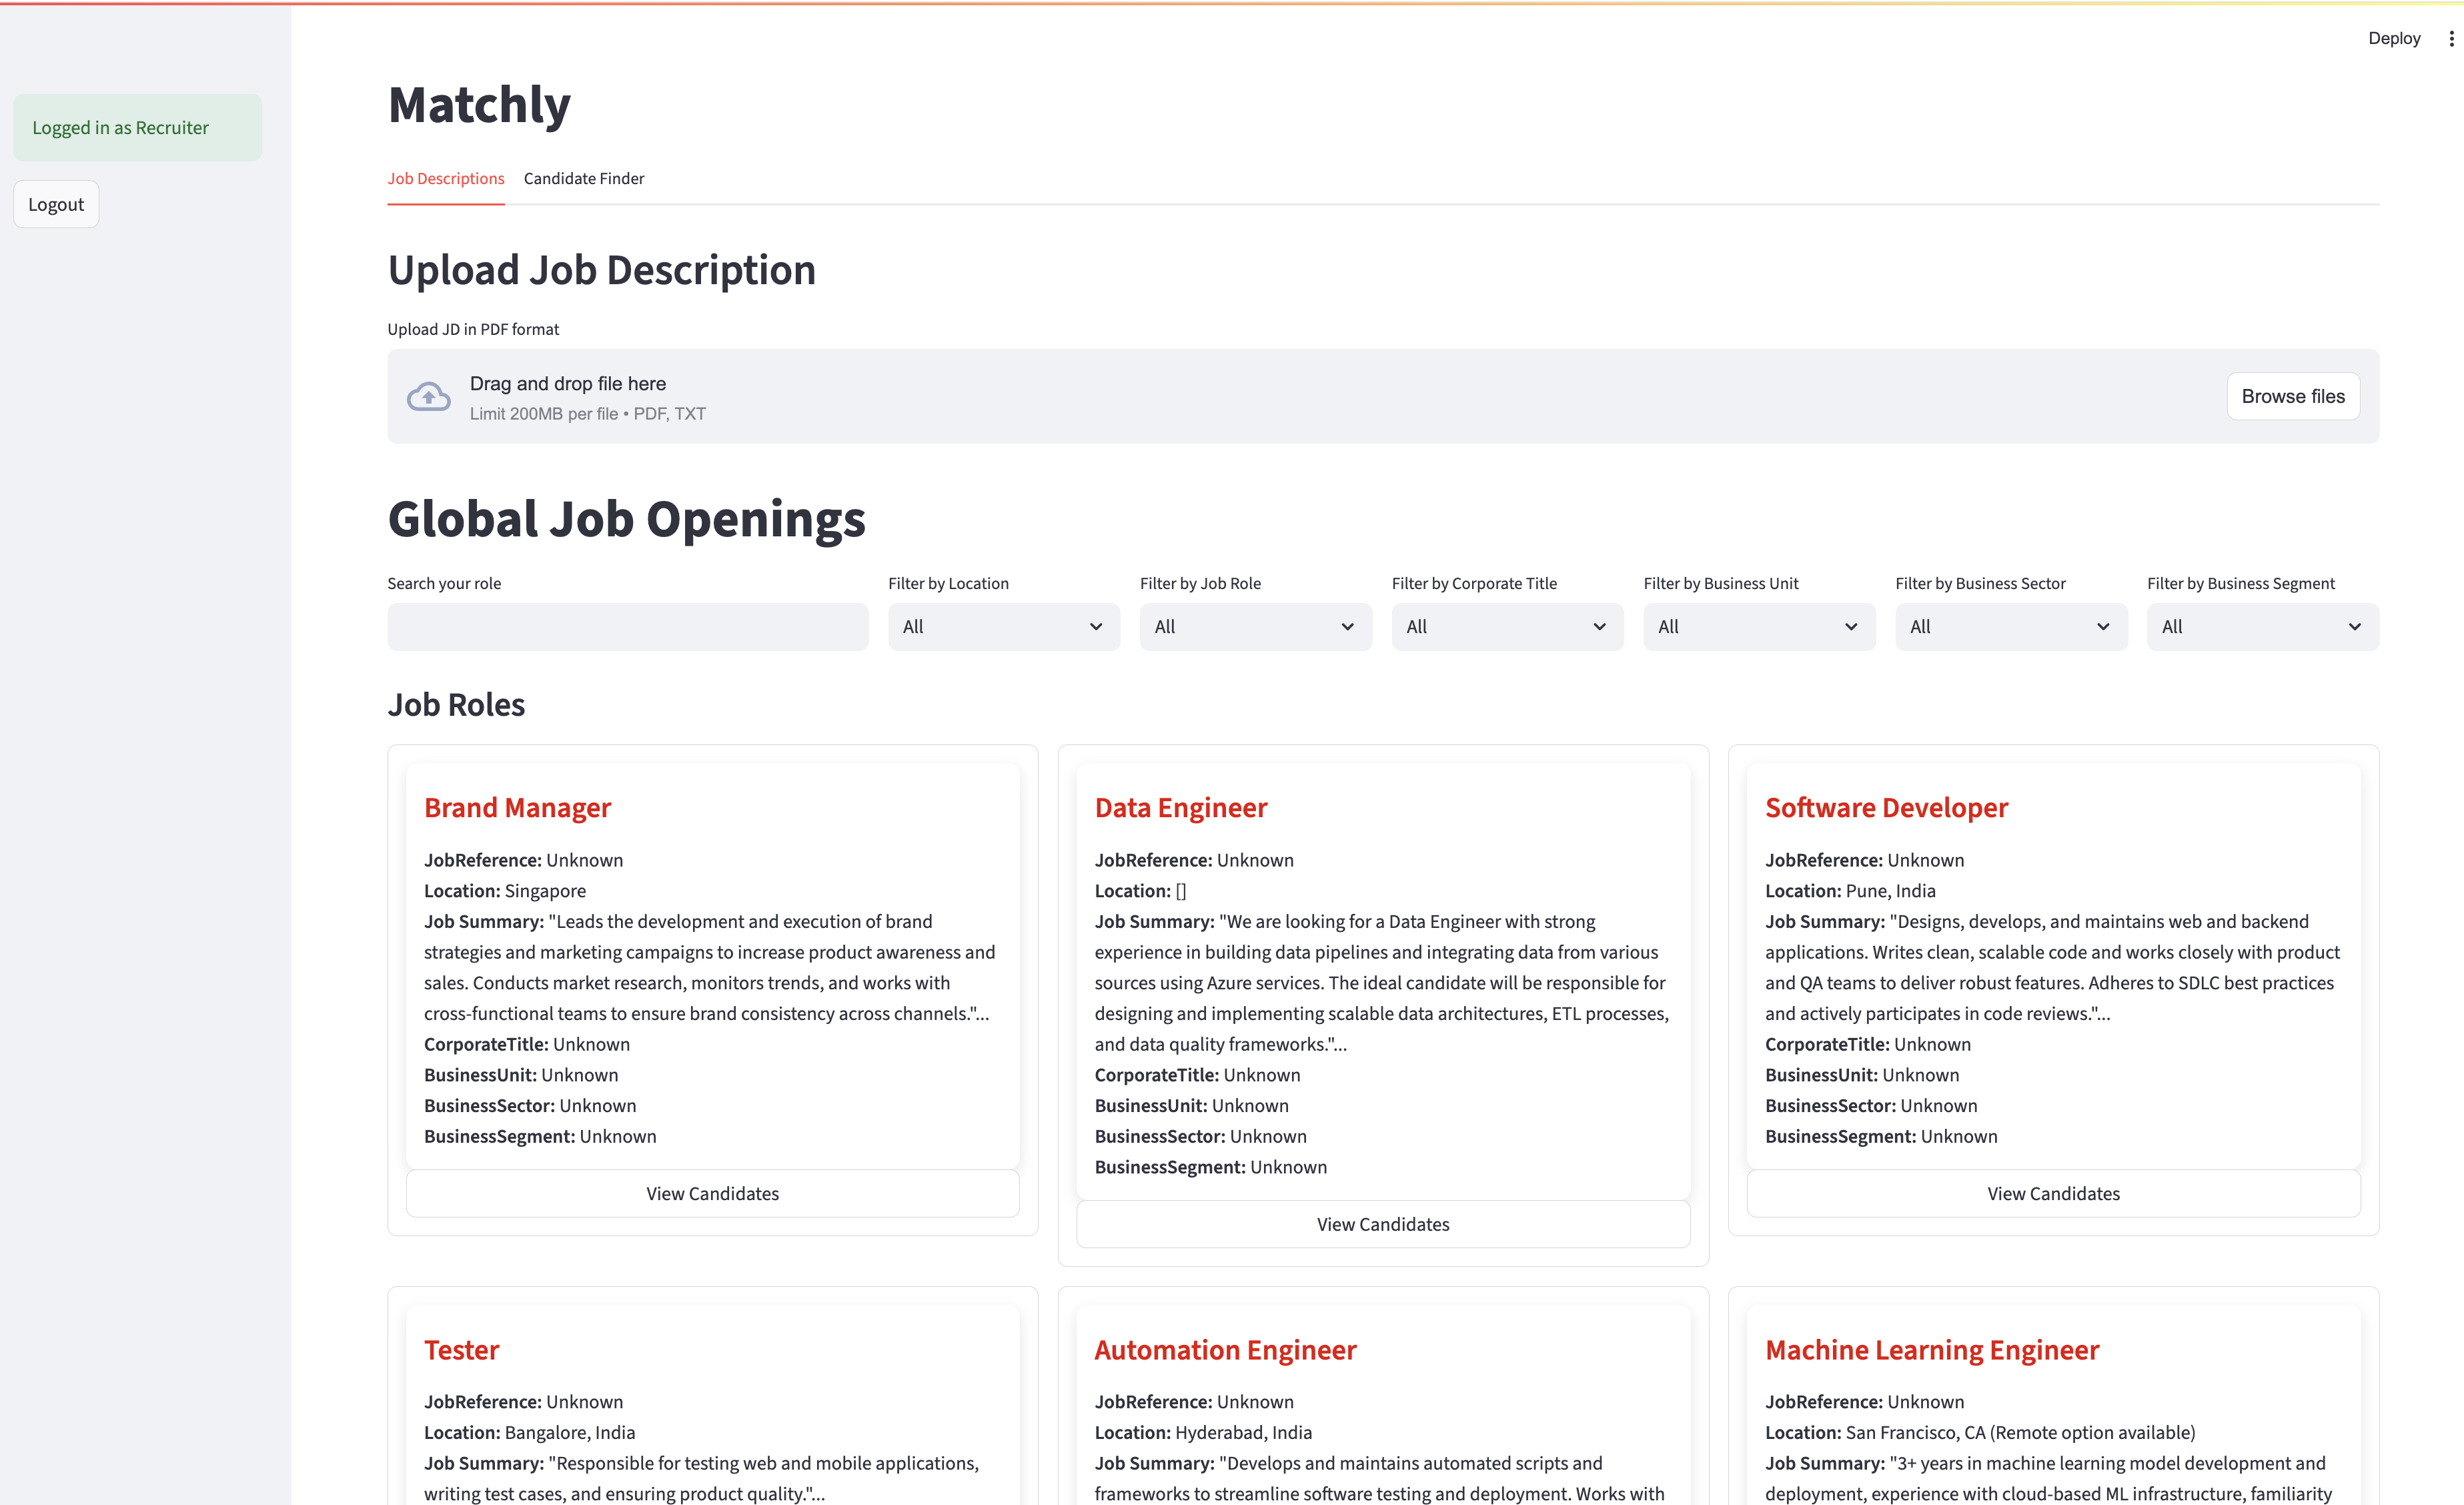 Deploy
Logged in as Recruiter
Logout
Matchly
Job Descriptions Candidate Finder
Upload Job Description
Upload JD in PDF format
Drag and drop file here
Limit 200MB per file • PDF, TXT
Browse files
Global Job Openings
Search your role
Filter by Location
All
Filter by Job Role
All
Filter by Corporate Title
All
Filter by Business Unit
All
Filter by Business Sector
All
Filter by Business Segment
All
Job Roles
Brand Manager
JobReference: Unknown
Location: Singapore
Job Summary: "Leads the development and execution of brand
strategies and marketing campaigns to increase product awareness and
sales. Conducts market research, monitors trends, and works with
cross-functional teams to ensure brand consistency across channels."...
CorporateTitle: Unknown
BusinessUnit: Unknown
BusinessSector: Unknown
BusinessSegment: Unknown
View Candidates
Data Engineer
JobReference: Unknown
Location: []
Job Summary: "We are looking for a Data Engineer with strong
experience in building data pipelines and integrating data from various
sources using Azure services. The ideal candidate will be responsible for
designing and implementing scalable data architectures, ETL processes,
and data quality frameworks."...
CorporateTitle: Unknown
BusinessUnit: Unknown
BusinessSector: Unknown
BusinessSegment: Unknown
View Candidates
Software Developer
JobReference: Unknown
Location: Pune, India
Job Summary: "Designs, develops, and maintains web and backend
applications. Writes clean, scalable code and works closely with product
and QA teams to deliver robust features. Adheres to SDLC best practices
and actively participates in code reviews."...
CorporateTitle: Unknown
BusinessUnit: Unknown
BusinessSector: Unknown
BusinessSegment: Unknown
View Candidates
Tester
JobReference: Unknown
Location: Bangalore, India
Job Summary: "Responsible for testing web and mobile applications,
writing test cases, and ensuring product quality."...
Automation Engineer
JobReference: Unknown
Location: Hyderabad, India
Job Summary: "Develops and maintains automated scripts and
frameworks to streamline software testing and deployment. Works with
Machine Learning Engineer
JobReference: Unknown
Location: San Francisco, CA (Remote option available)
Job Summary: "3+ years in machine learning model development and
deployment, experience with cloud-based ML infrastructure, familiarity